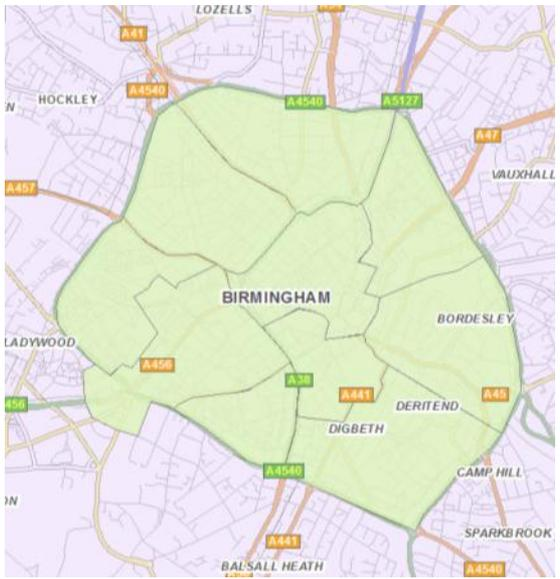 LOZELLS
A41
A4540
HOCKLEY
A4540
A5127
A47
VAUXHALL
A457
BIRMINGHAM
BORDESLEY
LADYWOOD
A456
A38
A441
A45
456
DERITEND
DIGBETH
A4540
CAMP HILL
ON
SPARKBROOK
A441
BALSALL HEATH
A4540